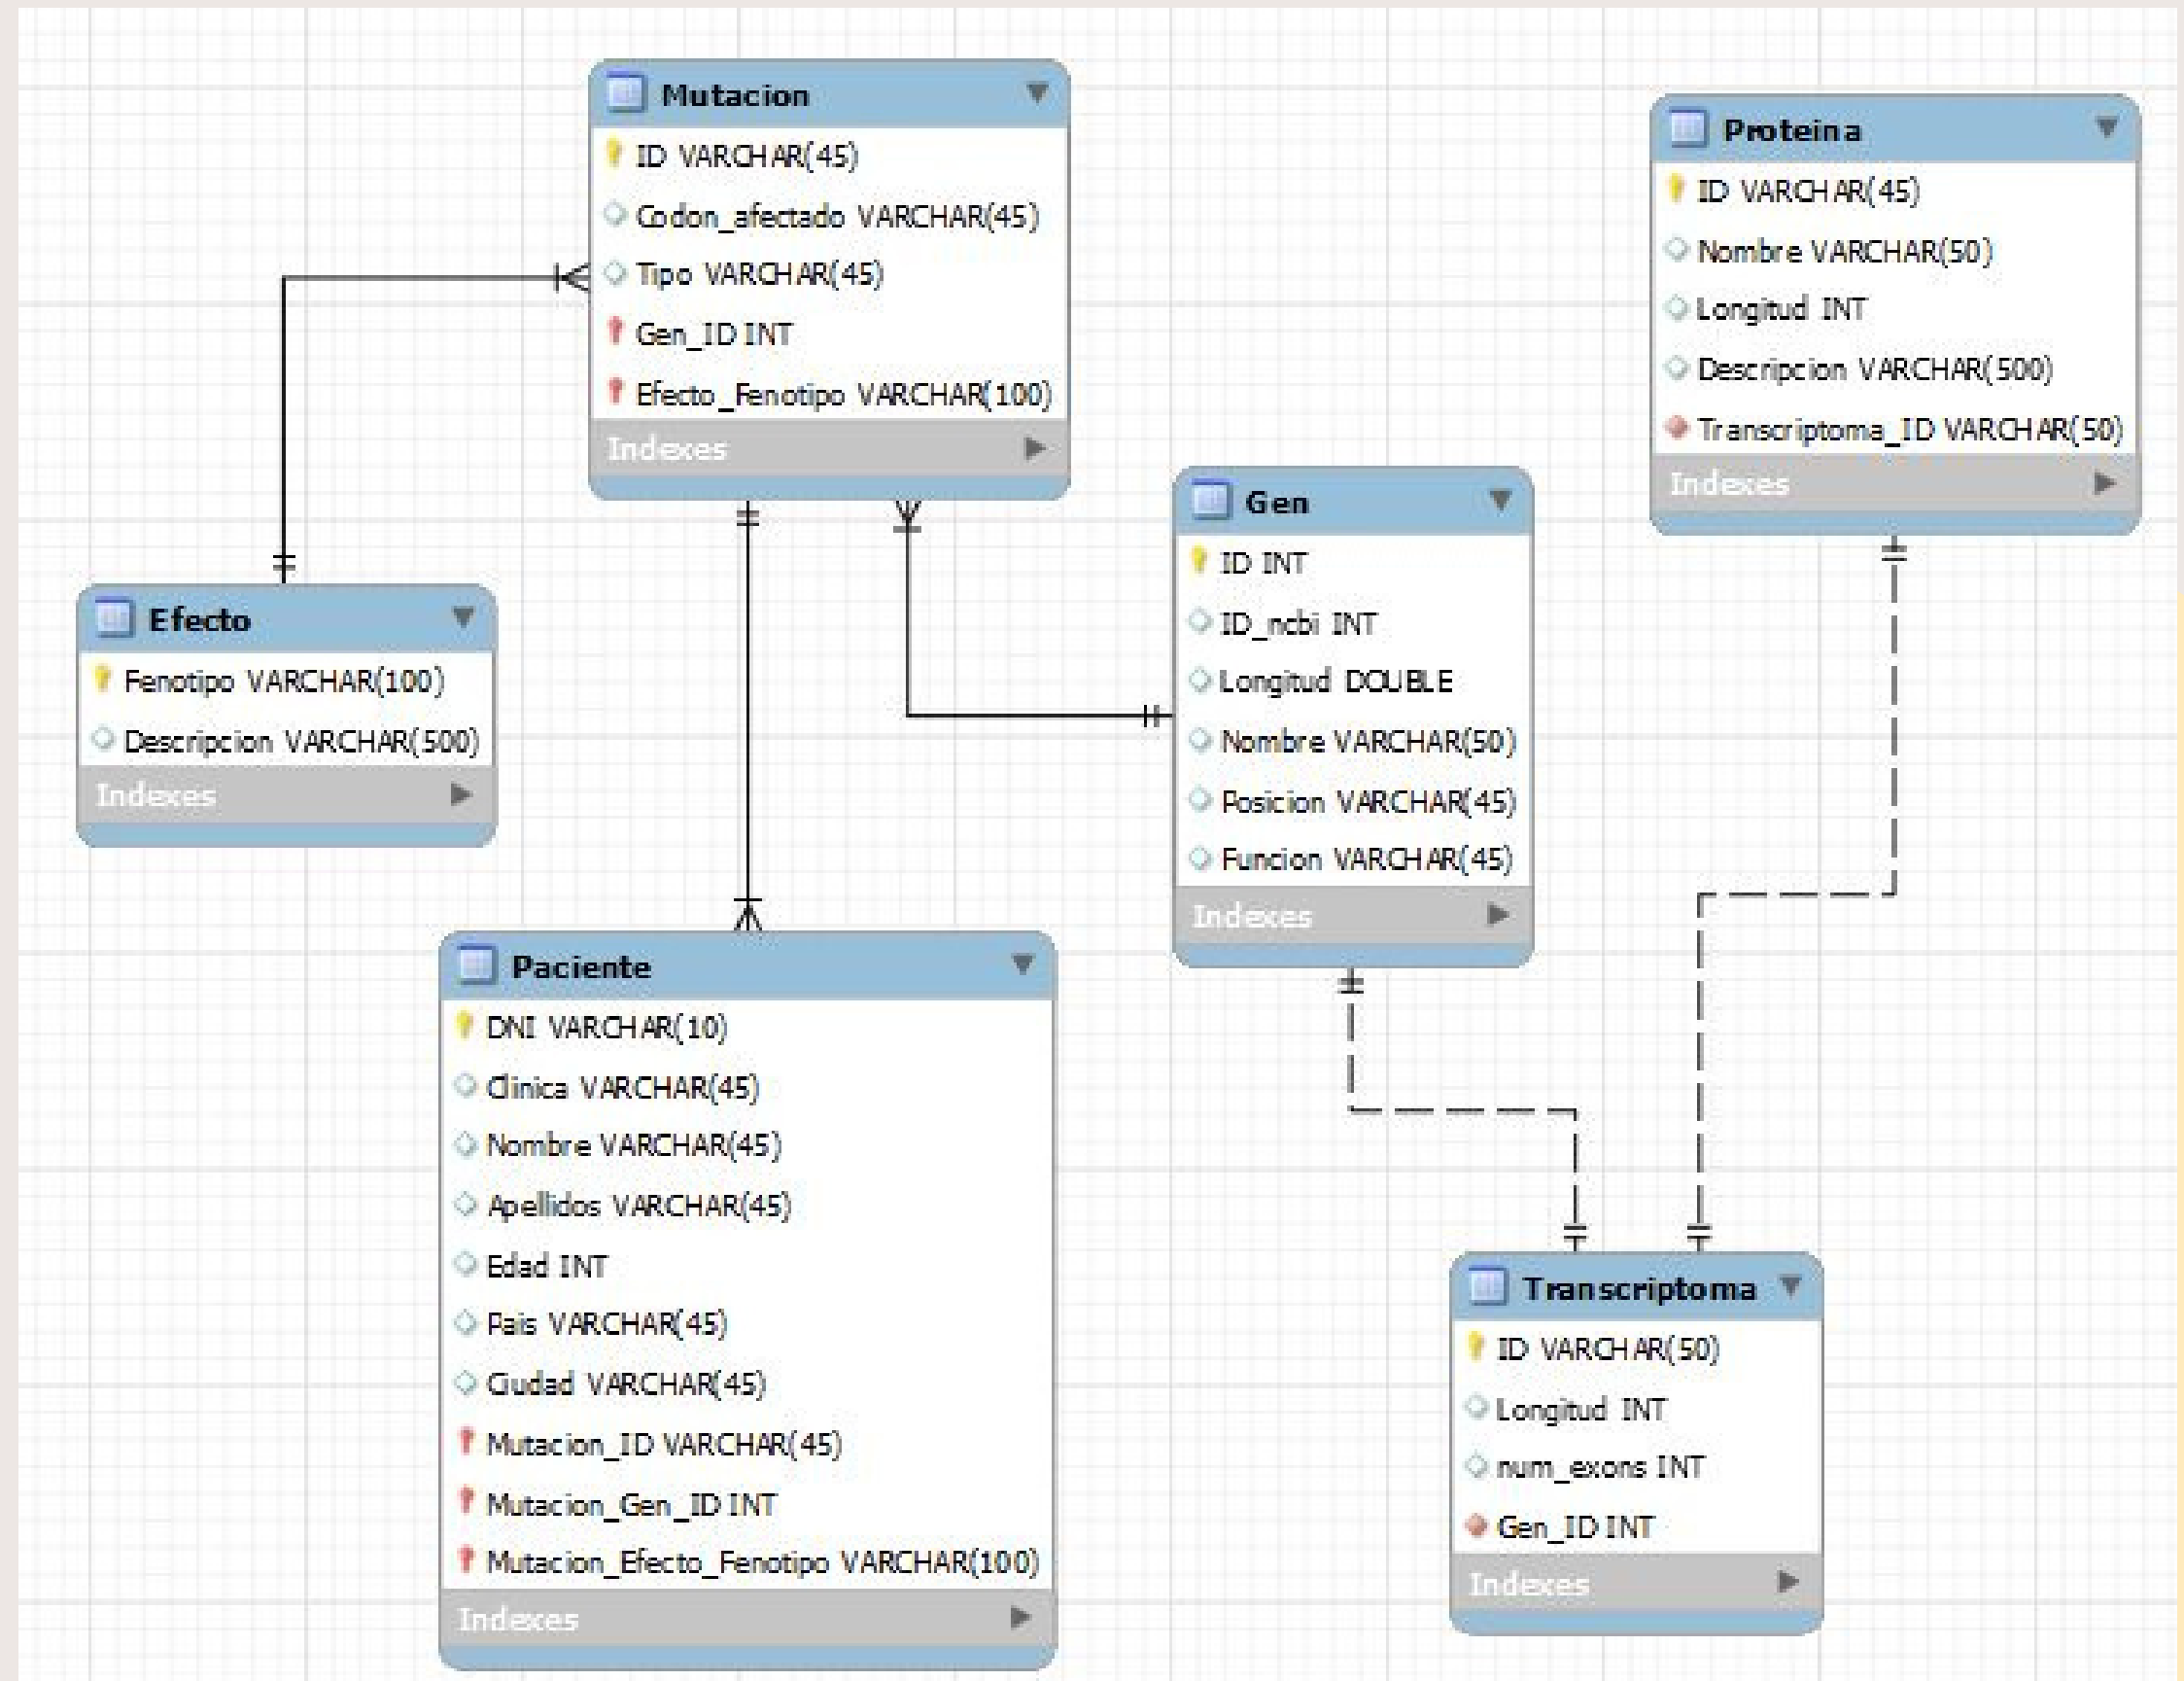 Mutacion
ID VARCHAR(45)
Codon_afectado VARCHAR(45)
Tipo VARCHAR(45)
Gen_ID INT
Efecto_Fenotipo VARCHAR(100)
Indexes
Proteina
ID VARCHAR(45)
Nombre VARCHAR(50)
Longitud INT
Descripcion VARCHAR(500)
Transcriptoma_ID VARCHAR(50)
Indexes
Gen
ID INT
ID_ncbi INT
Longitud DOUBLE
Nombre VARCHAR(50)
Posicion VARCHAR(45)
Funcion VARCHAR(45)
Indexes
Efecto
Fenotipo VARCHAR(100)
Descripcion VARCHAR(500)
Indexes
Paciente
DNI VARCHAR(10)
Clinica VARCHAR(45)
Nombre VARCHAR(45)
Apellidos VARCHAR(45)
Edad INT
Pais VARCHAR(45)
Ciudad VARCHAR(45)
Mutacion_ID VARCHAR(45)
Mutacion_Gen_ID INT
Mutacion_Efecto_Fenotipo VARCHAR(100)
Indexes
Transcriptoma
ID VARCHAR(50)
Longitud INT
num_exons INT
Gen_ID INT
Indexes